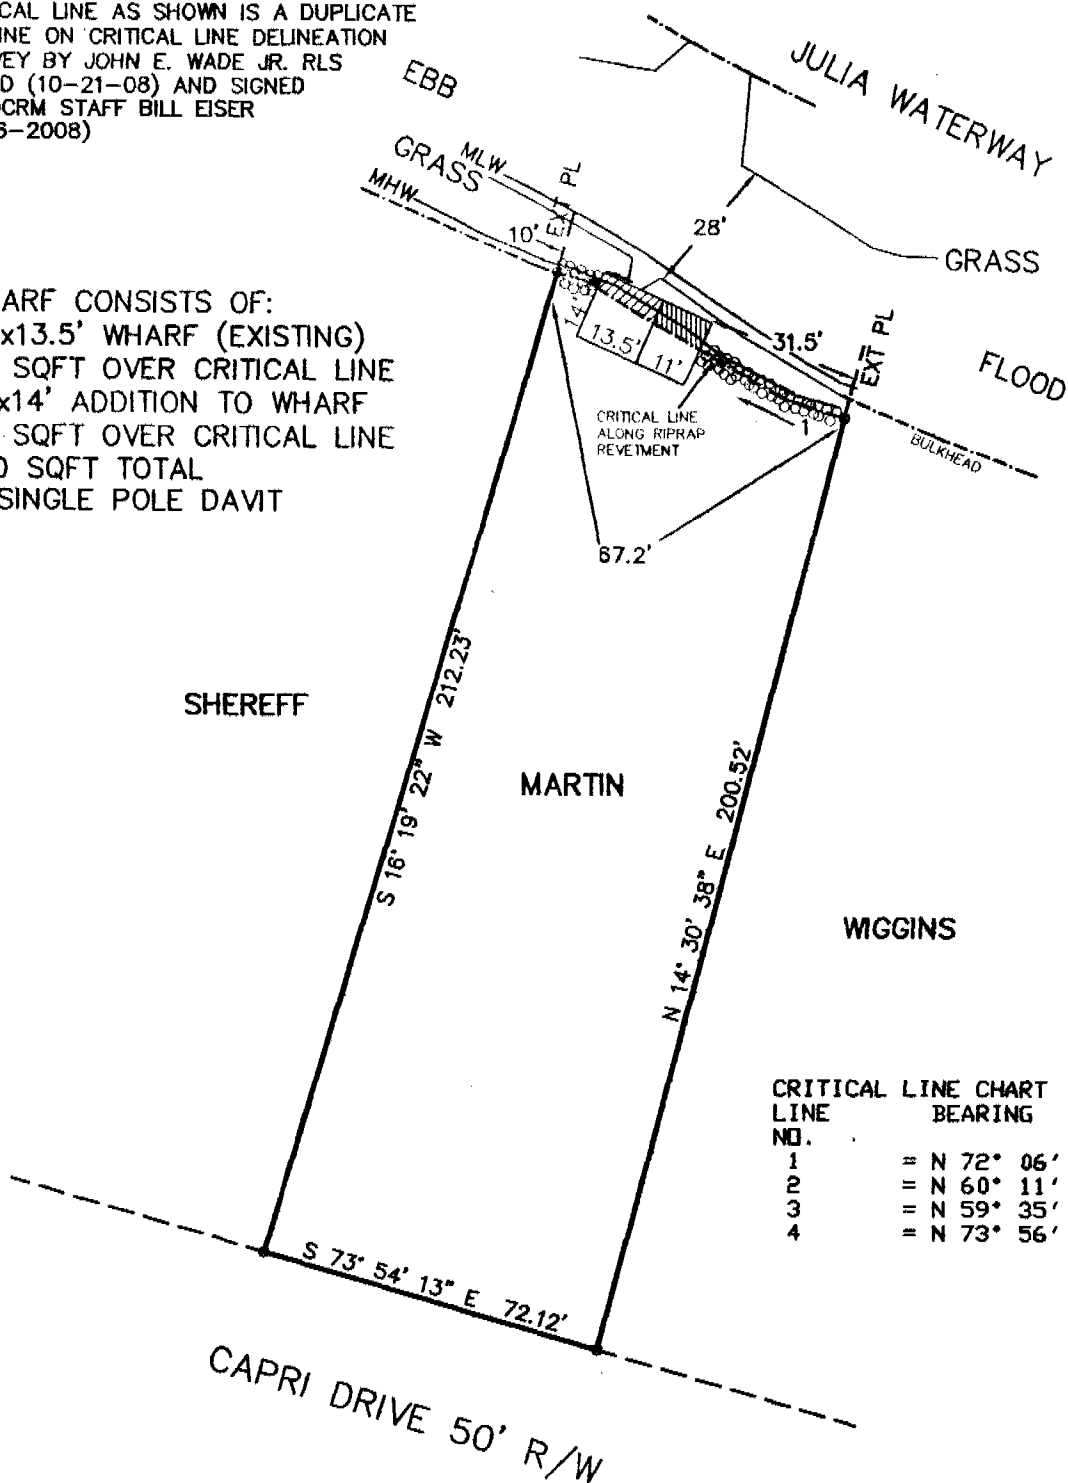 CAL LINE AS SHOWN IS A DUPLICATE
INE ON CRITICAL LINE DELINEATION
VEY BY JOHN E. WADE JR. RLS
D (10-21-08) AND SIGNED
CRM STAFF BILL EISER
6-2008)
JULIA WATERWAY
EBB
MLW
GRASS
MHW
EXT PL
10'
28'
GRASS
ARF CONSISTS OF:
x13.5' WHARF (EXISTING)
SQFT OVER CRITICAL LINE
x14' ADDITION TO WHARF
SQFT OVER CRITICAL LINE
0 SQFT TOTAL
SINGLE POLE DAVIT
14'
13.5'
11'
31.5'
EXT PL
FLOOD
CRITICAL LINE
ALONG RIPRAP
REVETMENT
1
BULKHEAD
67.2'
SHEREFF
S 16° 19' 22" W 212.23'
MARTIN
N 14° 30' 38" E 200.52'
WIGGINS
CRITICAL LINE CHART
LINE BEARING
NO.
1 = N 72° 06'
2 = N 60° 11'
3 = N 59° 35'
4 = N 73° 56'
S 73° 54' 13" E 72.12'
CAPRI DRIVE 50' R/W